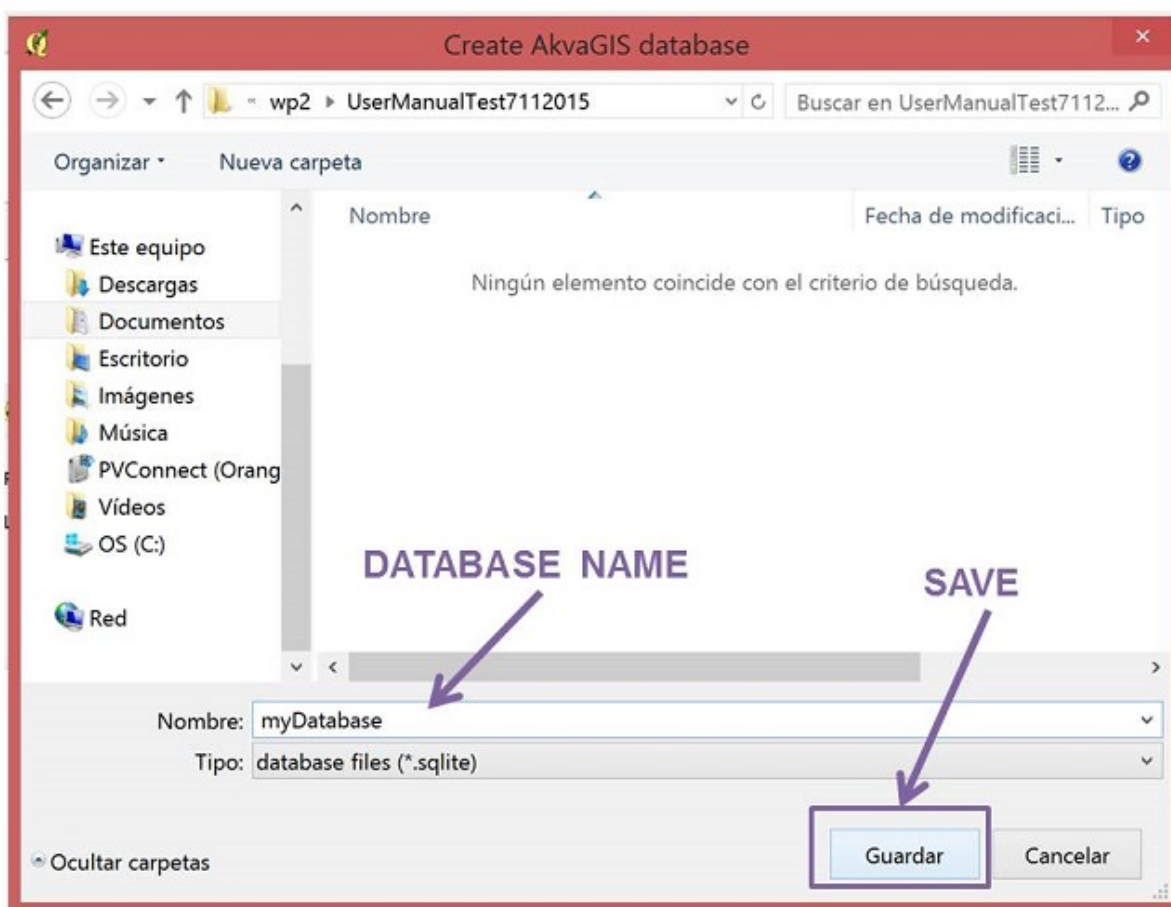 Create AkvaGIS database
« wp2 UserManualTest7112015
Buscar en UserManualTest7112...
Organizar Nueva carpeta
Nombre Fecha de modificaci... Tipo
Ningún elemento coincide con el criterio de búsqueda.
Este equipo
Descargas
Documentos
Escritorio
Imágenes
Música
PVConnect (Orang
Vídeos
OS (C:)
Red
DATABASE NAME
SAVE
Nombre: myDatabase
Tipo: database files (*.sqlite)
Ocultar carpetas
Guardar Cancelar